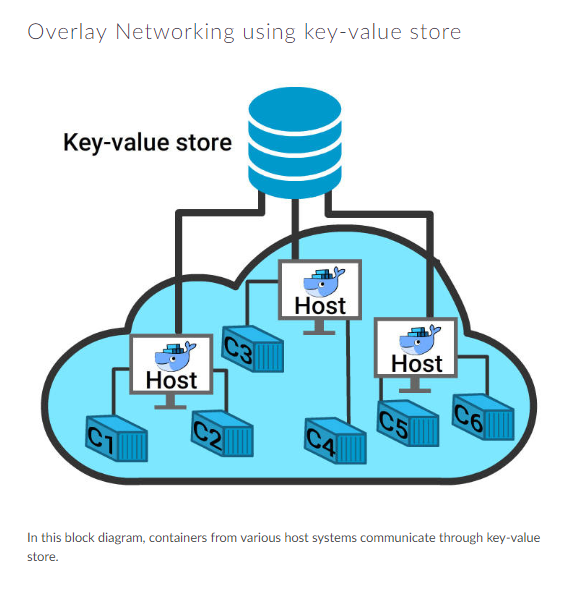 Overlay Networking using key-value store
Key-value store
Host
C3
Host
Host
C1
C2
C4
C5
C6
In this block diagram, containers from various host systems communicate through key-value
store.